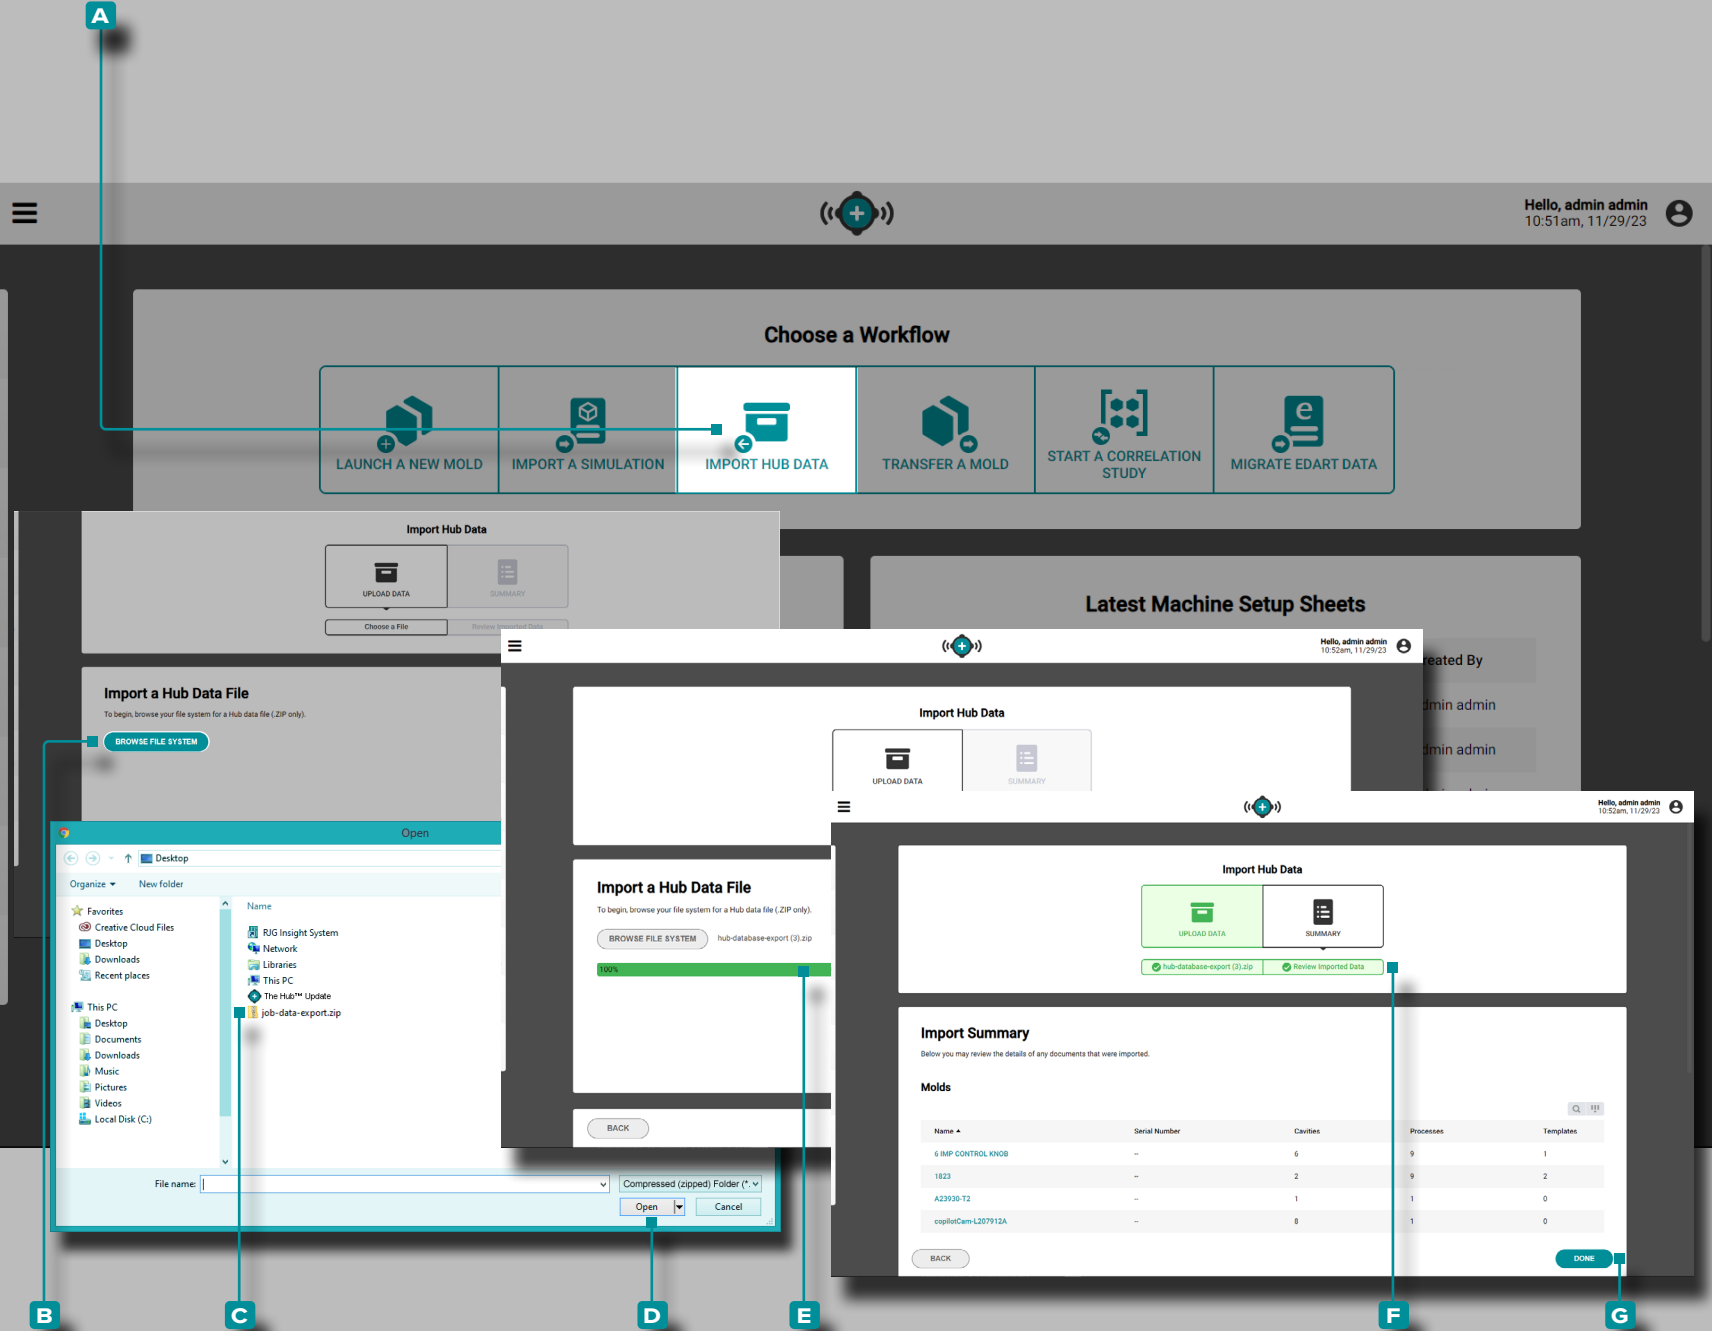 A
Hello, admin admin
10:51am, 11/29/23
Choose a Workflow
LAUNCH A NEW MOLD
IMPORT A SIMULATION
IMPORT HUB DATA
TRANSFER A MOLD
START A CORRELATION
STUDY
e
MIGRATE EDART DATA
Import Hub Data
UPLOAD DATA
SUMMARY
Choose a File
Review Imported Data
Latest Machine Setup Sheets
reated By
dmin admin
dmin admin
Import a Hub Data File
To begin, browse your file system for a Hub data file (.ZIP only).
BROWSE FILE SYSTEM
Hello, admin admin
10:52am, 11/29/23
Import Hub Data
UPLOAD DATA
SUMMARY
Import a Hub Data File
To begin, browse your file system for a Hub data file (.ZIP only).
BROWSE FILE SYSTEM
hub-database-export (3).zip
100%
BACK
Open
Desktop
Organize
New folder
Favorites
Creative Cloud Files
Desktop
Downloads
Recent places
This PC
Desktop
Documents
Downloads
Music
Pictures
Videos
Local Disk (C:)
Name
RJG Insight System
Network
Libraries
This PC
The Hub™ Update
job-data-export.zip
File name:
Compressed (zipped) Folder (*.
Open
Cancel
Hello, admin admin
10:52am, 11/29/23
Import Hub Data
UPLOAD DATA
SUMMARY
hub-database-export (3).zip
Review Imported Data
Import Summary
Below you may review the details of any documents that were imported.
Molds
Name Serial Number Cavities Processes Templates
6 IMP CONTROL KNOB -- 6 9 1
1823 -- 2 9 2
A23930-T2 -- 1 1 0
copilotCam-L207912A -- 8 1 0
BACK
DONE
B
C
D
E
F
G